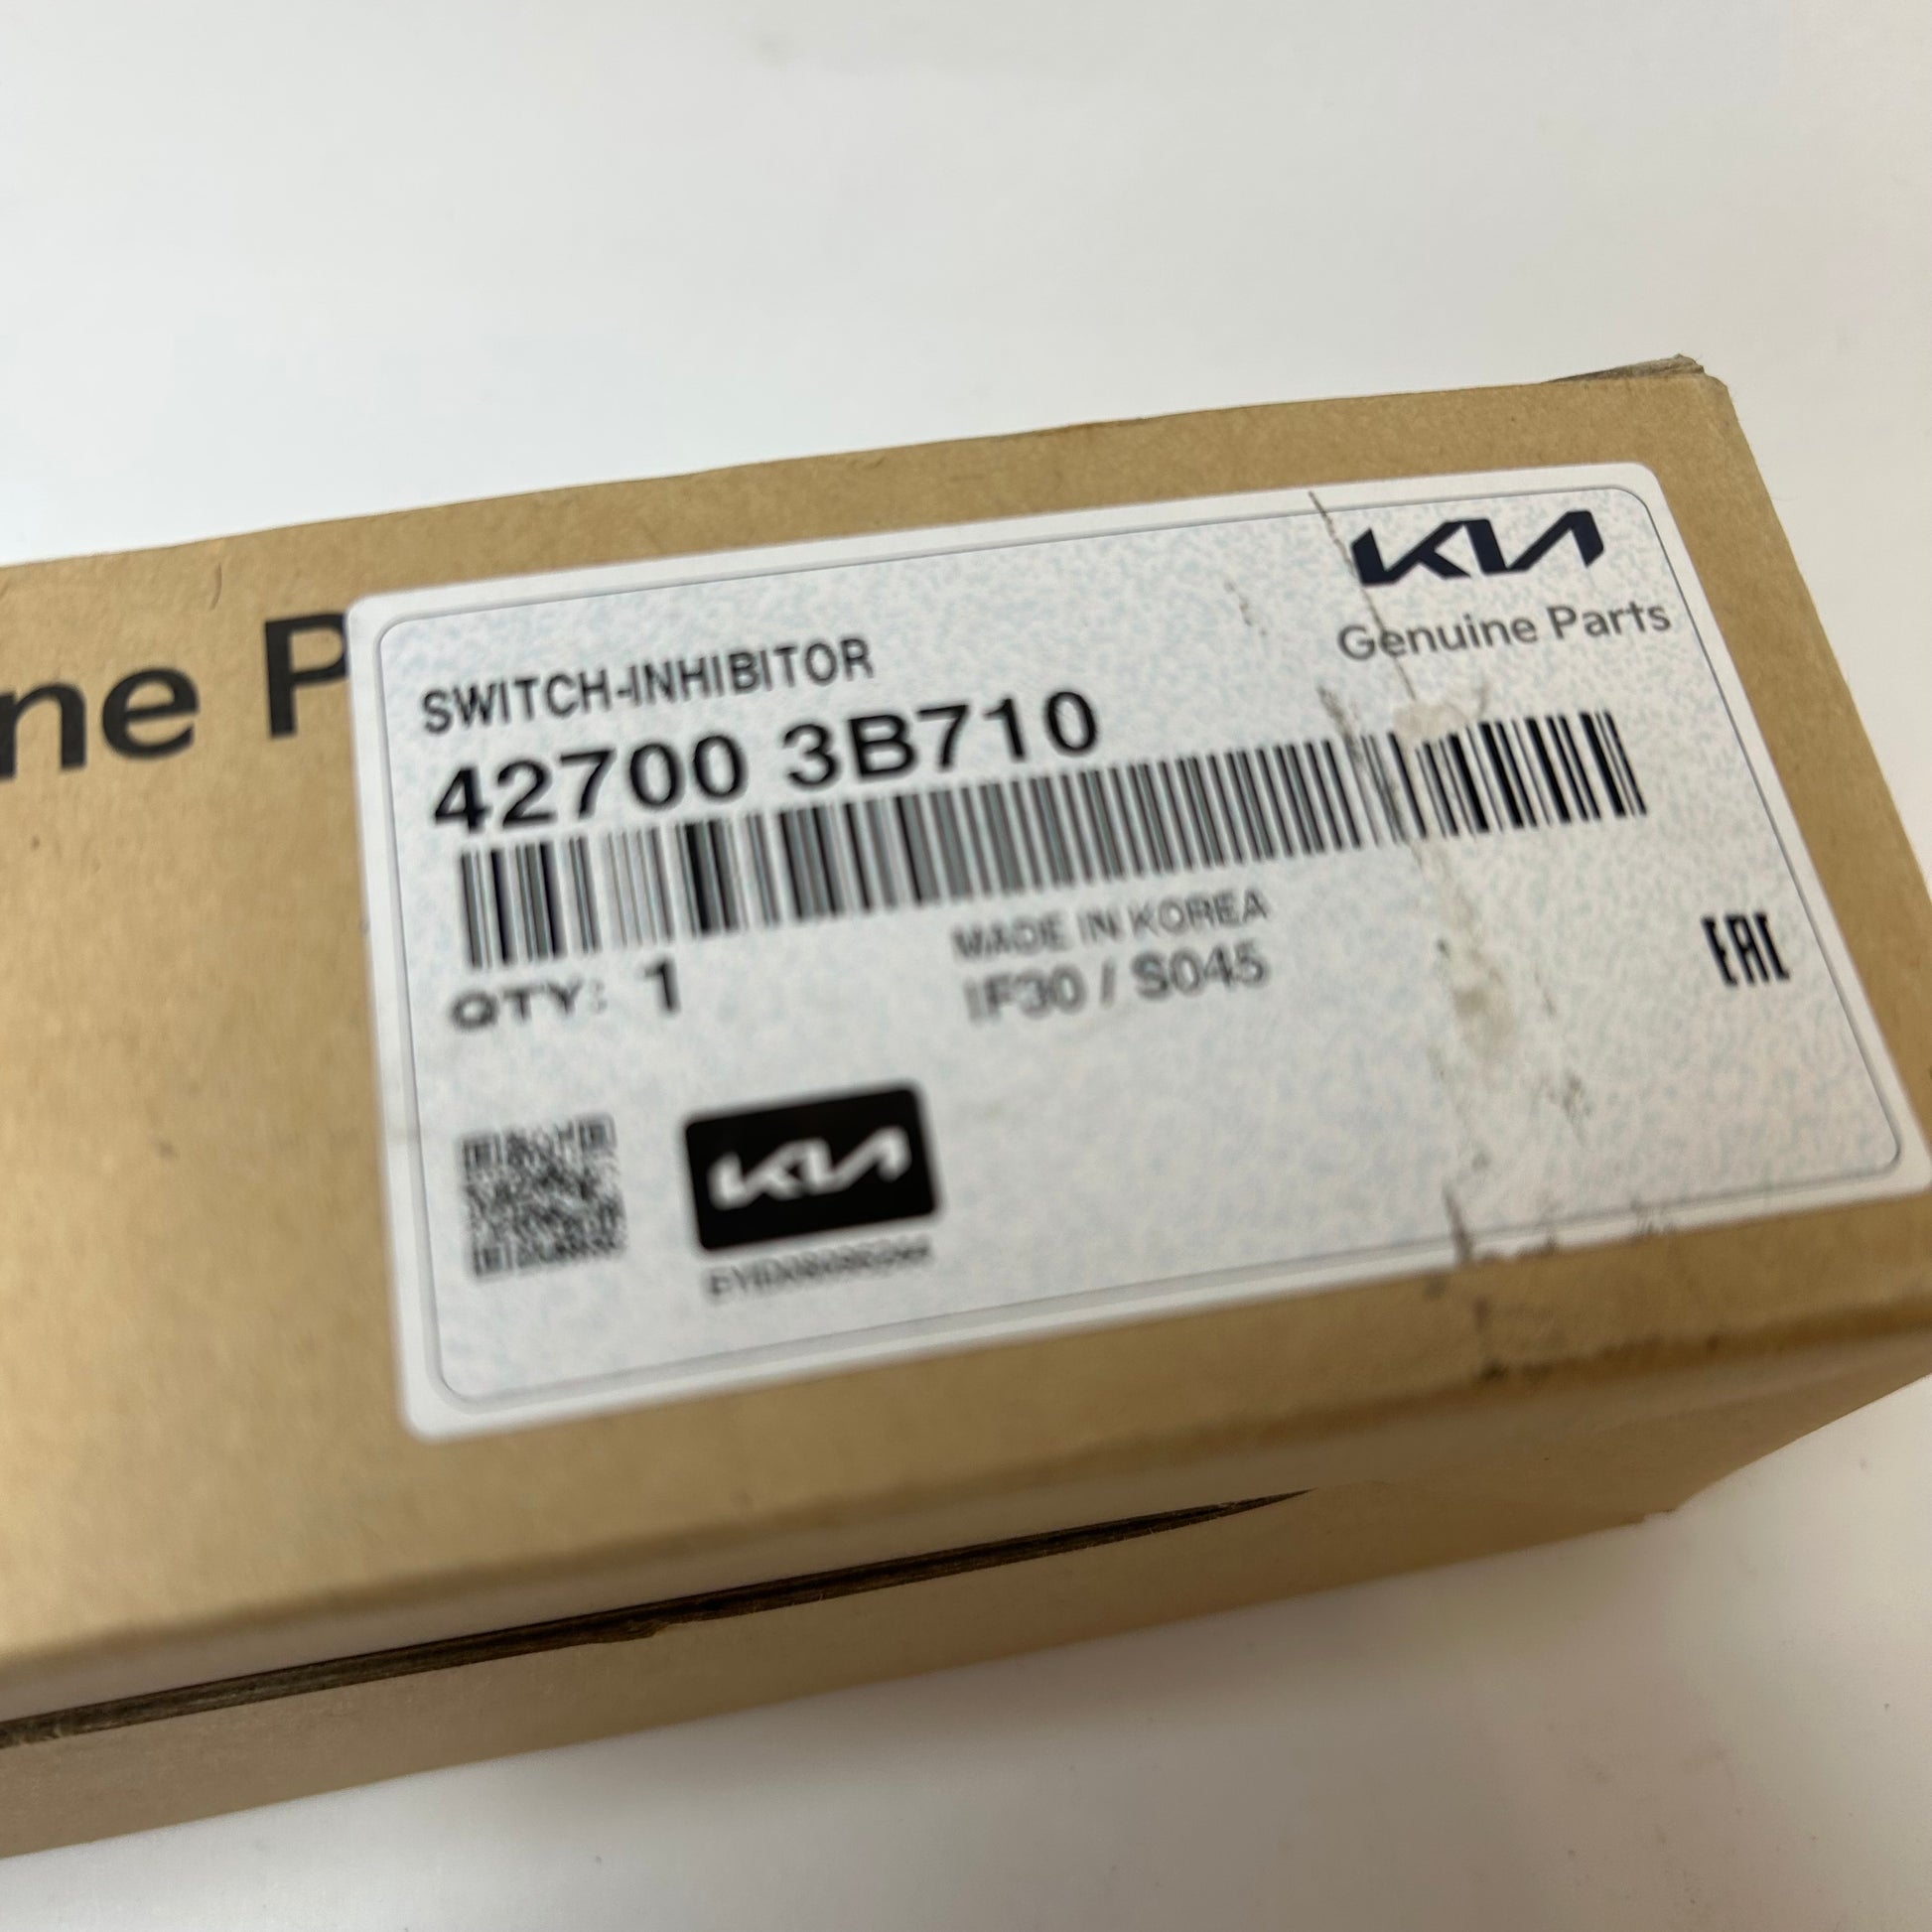 ne P
KIA
Genuine Parts
SWITCH-INHIBITOR
42700 3B710
MADE IN KOREA
QTY: 1
IF30 / S045
EAC
KIA